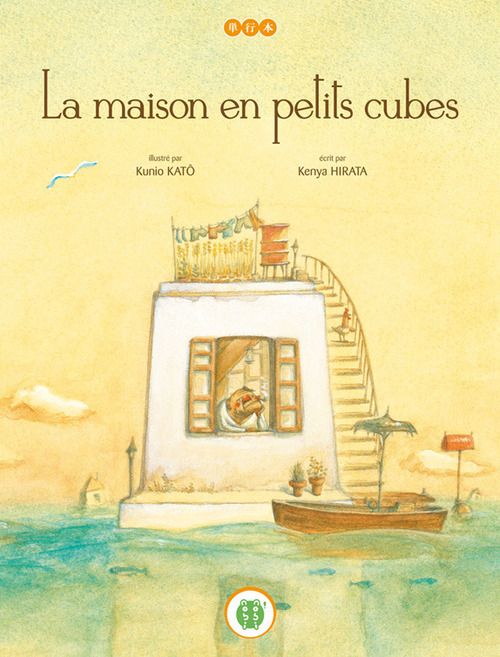 単行本
La maison en petits cubes
illustré par
Kunio KATÔ
écrit par
Kenya HIRATA